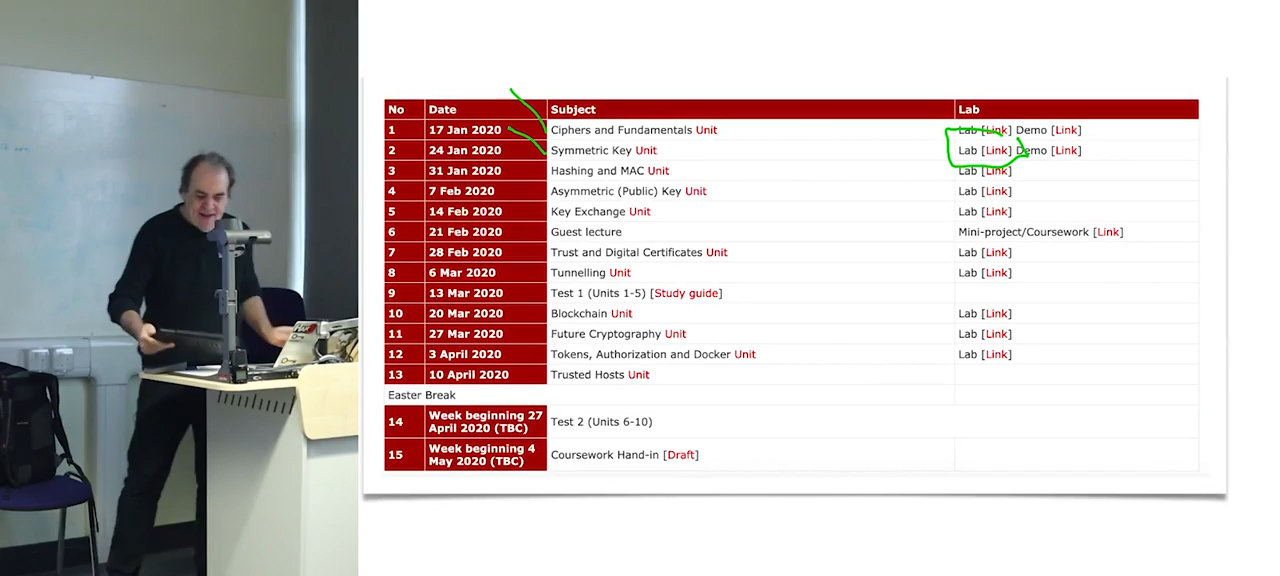 No Date Subject Lab
1 17 Jan 2020 Ciphers and Fundamentals Unit Lab [Link] Demo [Link]
2 24 Jan 2020 Symmetric Key Unit Lab [Link] Demo [Link]
3 31 Jan 2020 Hashing and MAC Unit Lab [Link]
4 7 Feb 2020 Asymmetric (Public) Key Unit Lab [Link]
5 14 Feb 2020 Key Exchange Unit Lab [Link]
6 21 Feb 2020 Guest lecture Mini-project/Coursework [Link]
7 28 Feb 2020 Trust and Digital Certificates Unit Lab [Link]
8 6 Mar 2020 Tunnelling Unit Lab [Link]
9 13 Mar 2020 Test 1 (Units 1-5) [Study guide]
10 20 Mar 2020 Blockchain Unit Lab [Link]
11 27 Mar 2020 Future Cryptography Unit Lab [Link]
12 3 April 2020 Tokens, Authorization and Docker Unit Lab [Link]
13 10 April 2020 Trusted Hosts Unit
Easter Break
14 Week beginning 27 April 2020 (TBC) Test 2 (Units 6-10)
15 Week beginning 4 May 2020 (TBC) Coursework Hand-in [Draft]